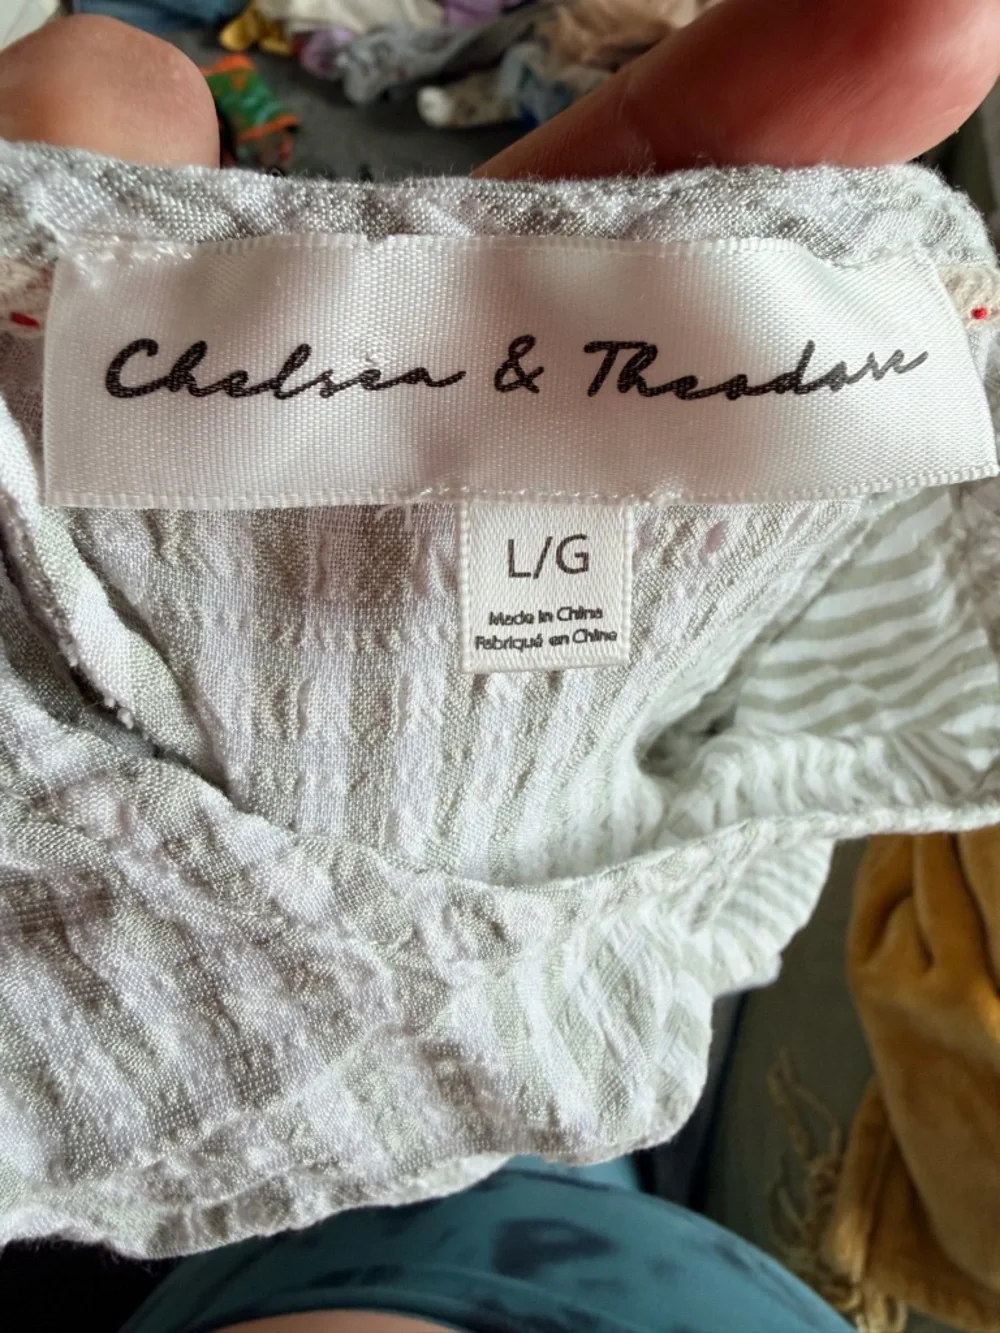 Chelsea & Theodore
L/G
Made in China
Fabriqué en Chine